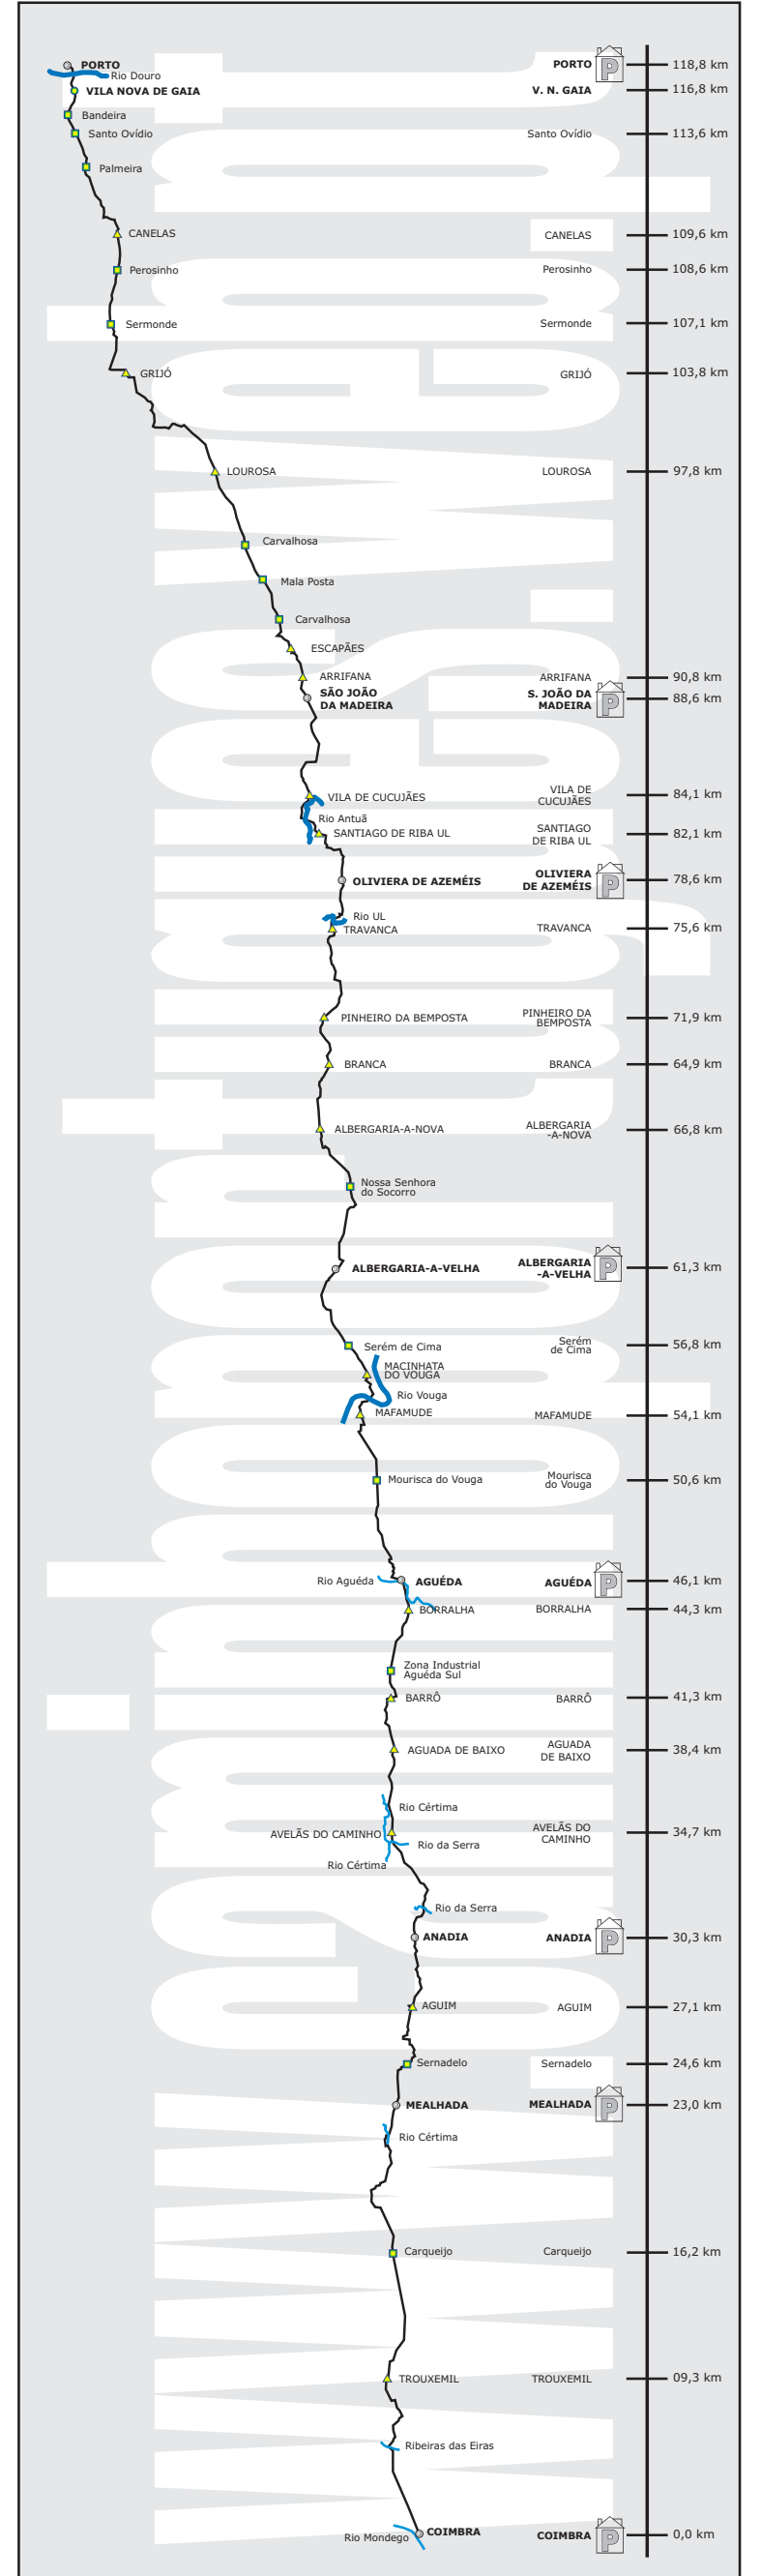 PORTO PORTO P 118,8 km
Rio Douro
VILA NOVA DE GAIA V. N. GAIA 116,8 km
Bandeira
Santo Ovídio Santo Ovídio 113,6 km
Palmeira
CANELAS CANELAS 109,6 km
Perosinho Perosinho 108,6 km
Sermonde Sermonde 107,1 km
GRIJÓ GRIJÓ 103,8 km
LOUROSA LOUROSA 97,8 km
Carvalhosa
Mala Posta
Carvalhosa
ESCAPÃES
ARRIFANA ARRIFANA 90,8 km
SÃO JOÃO S. JOÃO DA P 88,6 km
DA MADEIRA MADEIRA
VILA DE CUCUJÃES VILA DE 84,1 km
CUCUJÃES
Rio Antuã
SANTIAGO DE RIBA UL SANTIAGO 82,1 km
DE RIBA UL
OLIVIERA DE AZEMÉIS OLIVIERA P 78,6 km
DE AZEMÉIS
Rio UL
TRAVANCA TRAVANCA 75,6 km
PINHEIRO DA BEMPOSTA PINHEIRO DA 71,9 km
BEMPOSTA
BRANCA BRANCA 64,9 km
ALBERGARIA-A-NOVA ALBERGARIA 66,8 km
-A-NOVA
Nossa Senhora
do Socorro
ALBERGARIA-A-VELHA ALBERGARIA P 61,3 km
-A-VELHA
Serém de Cima Serém 56,8 km
de Cima
MACINHATA
DO VOUGA
Rio Vouga
MAFAMUDE MAFAMUDE 54,1 km
Mourisca do Vouga Mourisca 50,6 km
do Vouga
Rio Aguéda AGUÉDA AGUÉDA P 46,1 km
BORRALHA BORRALHA 44,3 km
Zona Industrial
Aguéda Sul
BARRÔ BARRÔ 41,3 km
AGUADA DE BAIXO AGUADA 38,4 km
DE BAIXO
Rio Cértima
AVELÃS DO CAMINHO AVELÃS DO 34,7 km
CAMINHO
Rio da Serra
Rio Cértima
Rio da Serra
ANADIA ANADIA P 30,3 km
AGUIM AGUIM 27,1 km
Sernadelo Sernadelo 24,6 km
MEALHADA MEALHADA P 23,0 km
Rio Cértima
Carqueijo Carqueijo 16,2 km
TROUXEMIL TROUXEMIL 09,3 km
Ribeiras das Eiras
COIMBRA COIMBRA P 0,0 km
Rio Mondego
www.caminhoportugues.web.pt